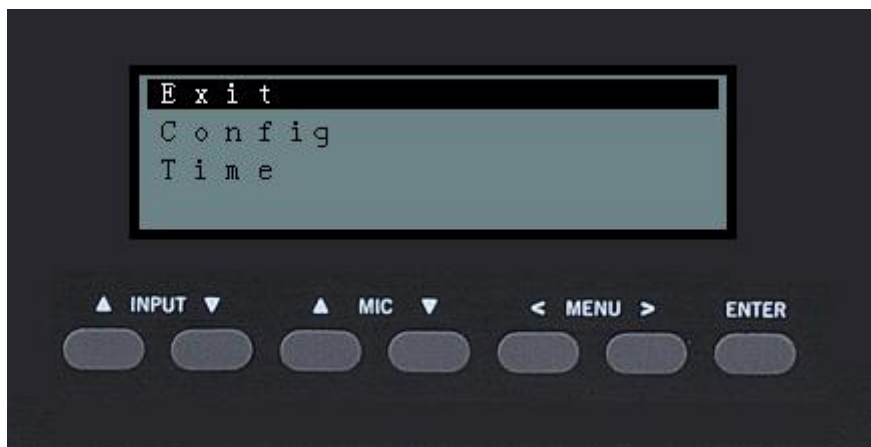 Exit
Config
Time
▲ INPUT ▼ ▲ MIC ▼ < MENU > ENTER